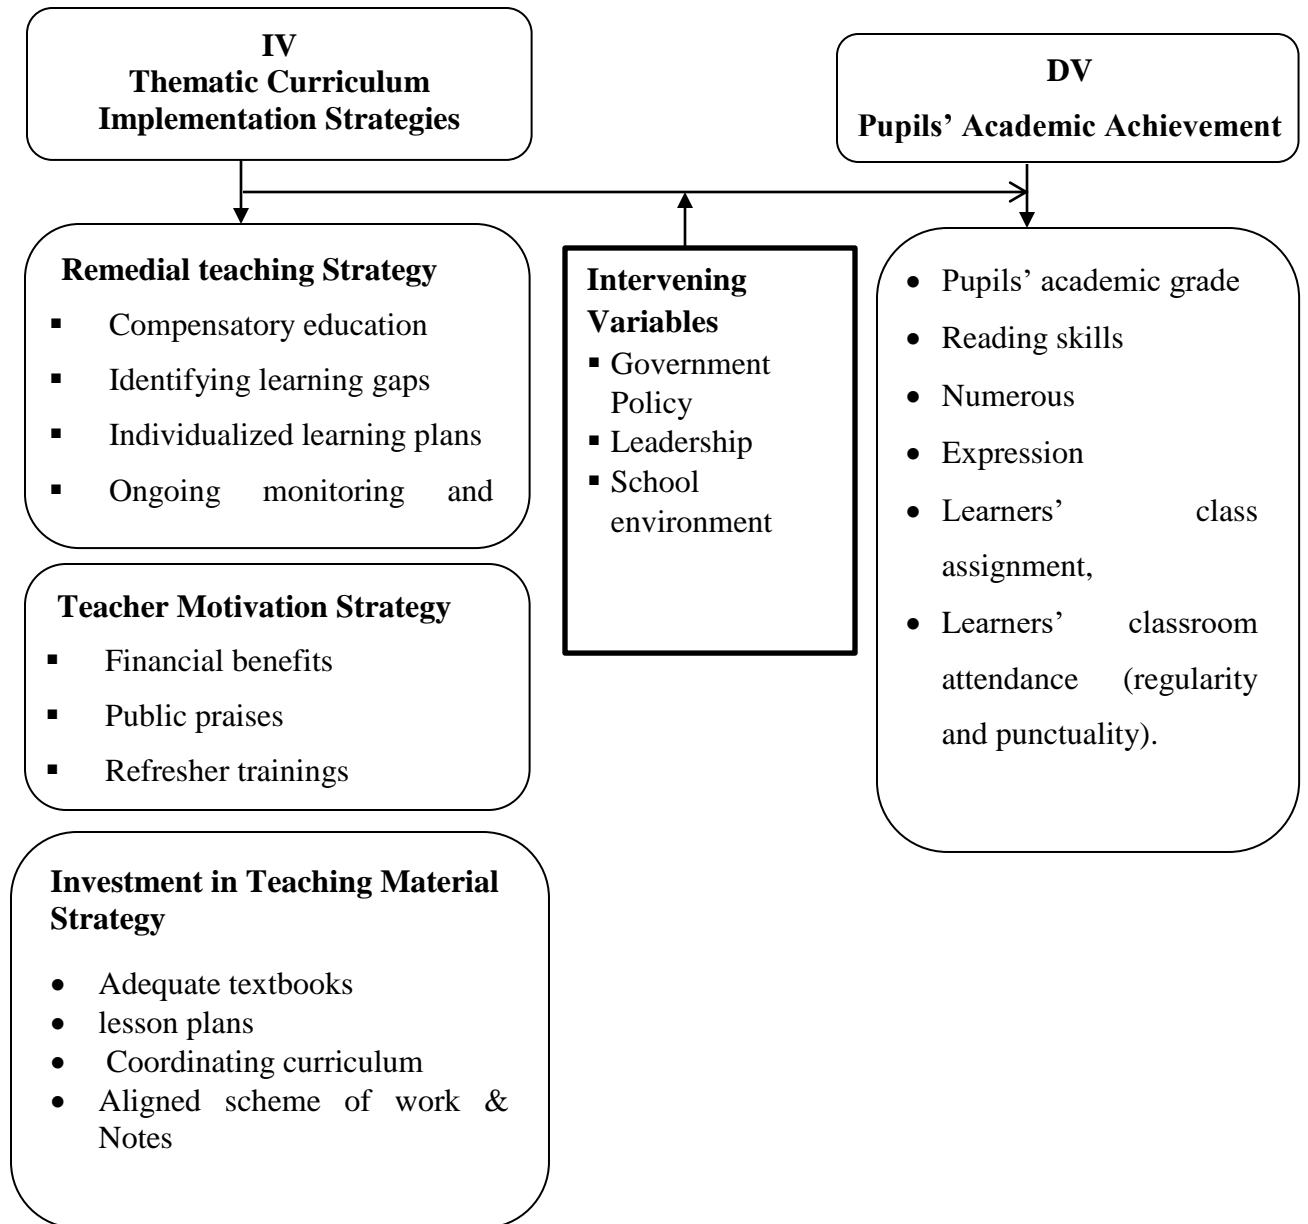 IV
Thematic Curriculum
Implementation Strategies
DV
Pupils’ Academic Achievement
Remedial teaching Strategy
▪ Compensatory education
▪ Identifying learning gaps
▪ Individualized learning plans
▪ Ongoing monitoring and
Teacher Motivation Strategy
▪ Financial benefits
▪ Public praises
▪ Refresher trainings
Investment in Teaching Material
Strategy
• Adequate textbooks
• lesson plans
• Coordinating curriculum
• Aligned scheme of work &
Notes
Intervening
Variables
▪ Government
Policy
▪ Leadership
▪ School
environment
• Pupils’ academic grade
• Reading skills
• Numerous
• Expression
• Learners’ class
assignment,
• Learners’ classroom
attendance (regularity
and punctuality).